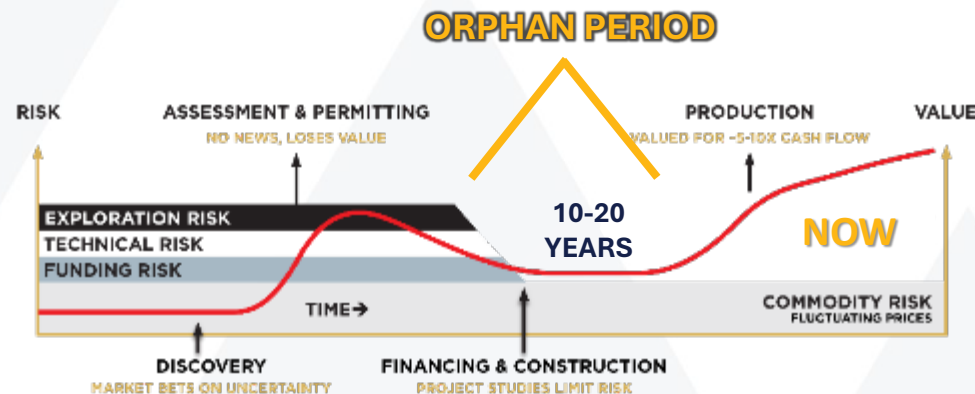 ORPHAN PERIOD
RISK
ASSESSMENT & PERMITTING
NO NEWS, LOSES VALUE
PRODUCTION
VALUED FOR ~5-10X CASH FLOW
VALUE
EXPLORATION RISK
TECHNICAL RISK
FUNDING RISK
10-20
YEARS
NOW
TIME→
COMMODITY RISK
FLUCTUATING PRICES
DISCOVERY
MARKET BETS ON UNCERTAINTY
FINANCING & CONSTRUCTION
PROJECT STUDIES LIMIT RISK